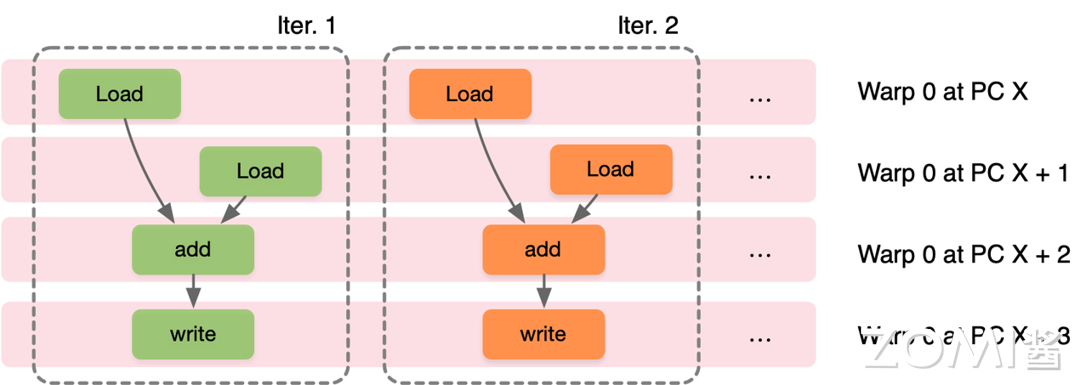 Iter. 1 Iter. 2
Load Load ... Warp 0 at PC X
Load Load ... Warp 0 at PC X + 1
add add ... Warp 0 at PC X + 2
write write ... Warp 0 at PC X + 3
ZOMI酱